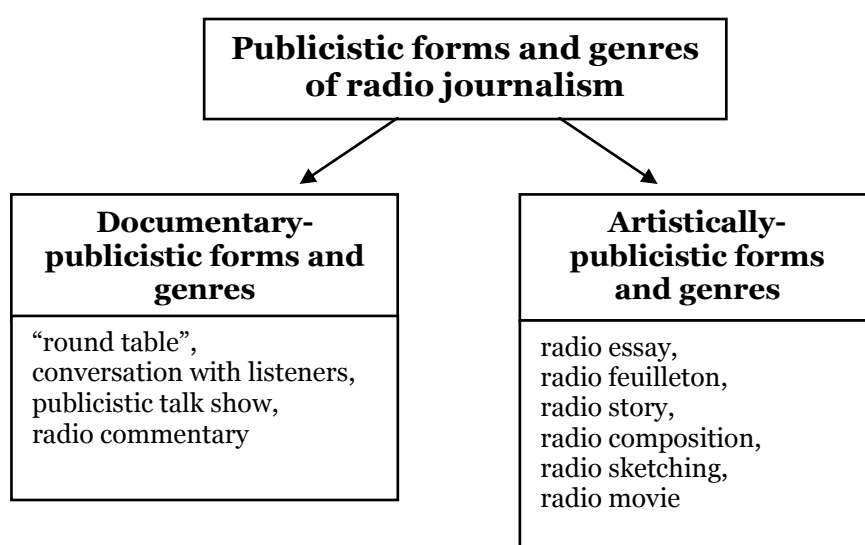 Publicistic forms and genres
of radio journalism
Documentary-
publicistic forms and
genres
“round table”,
conversation with listeners,
publicistic talk show,
radio commentary
Artistically-
publicistic forms
and genres
radio essay,
radio feuilleton,
radio story,
radio composition,
radio sketching,
radio movie